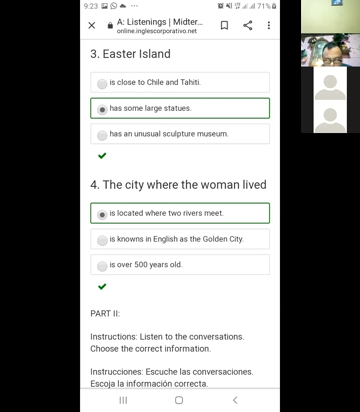 9:23
71%
A: Listenings | Midter...
online.inglescorporativo.net
3. Easter Island
is close to Chile and Tahiti.
has some large statues.
has an unusual sculpture museum.
4. The city where the woman lived
is located where two rivers meet.
is knowns in English as the Golden City.
is over 500 years old.
PART II:
Instructions: Listen to the conversations.
Choose the correct information.
Instrucciones: Escuche las conversaciones.
Escoja la información correcta.